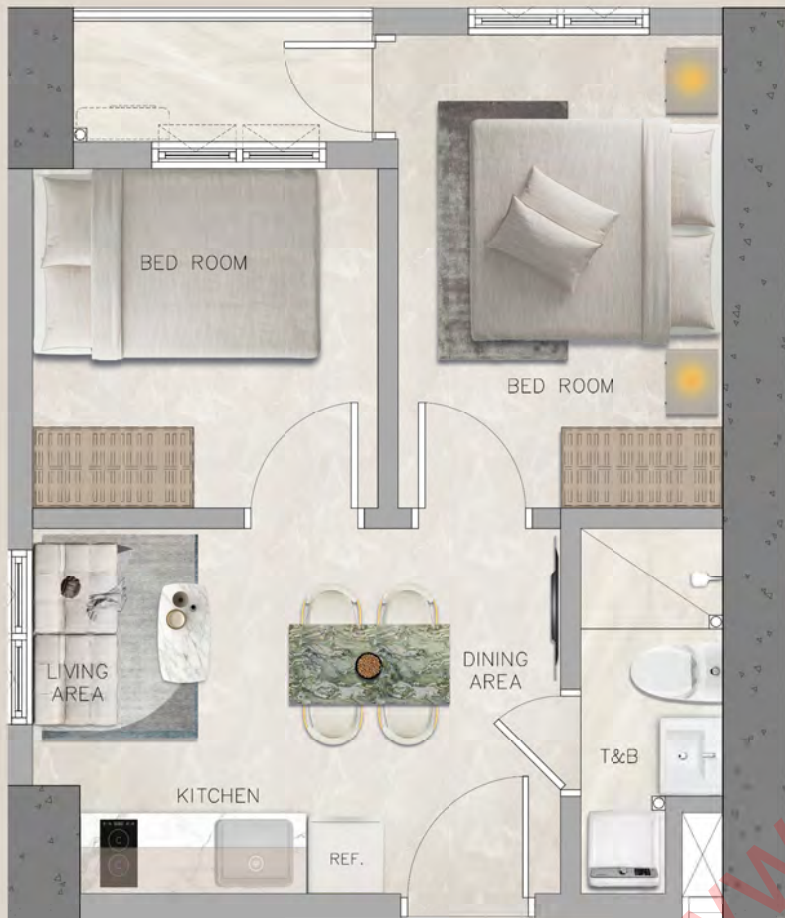 BED ROOM
BED ROOM
LIVING
AREA
DINING
AREA
T&B
KITCHEN
REF.